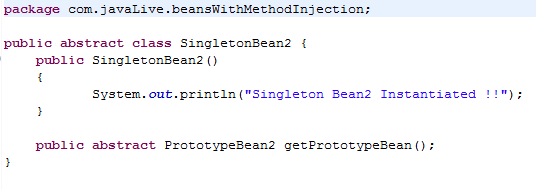 package com.javaLive.beansWithMethodInjection;
public abstract class SingletonBean2 {
public SingletonBean2()
{
System.out.println("Singleton Bean2 Instantiated !!");
}
public abstract PrototypeBean2 getPrototypeBean();
}